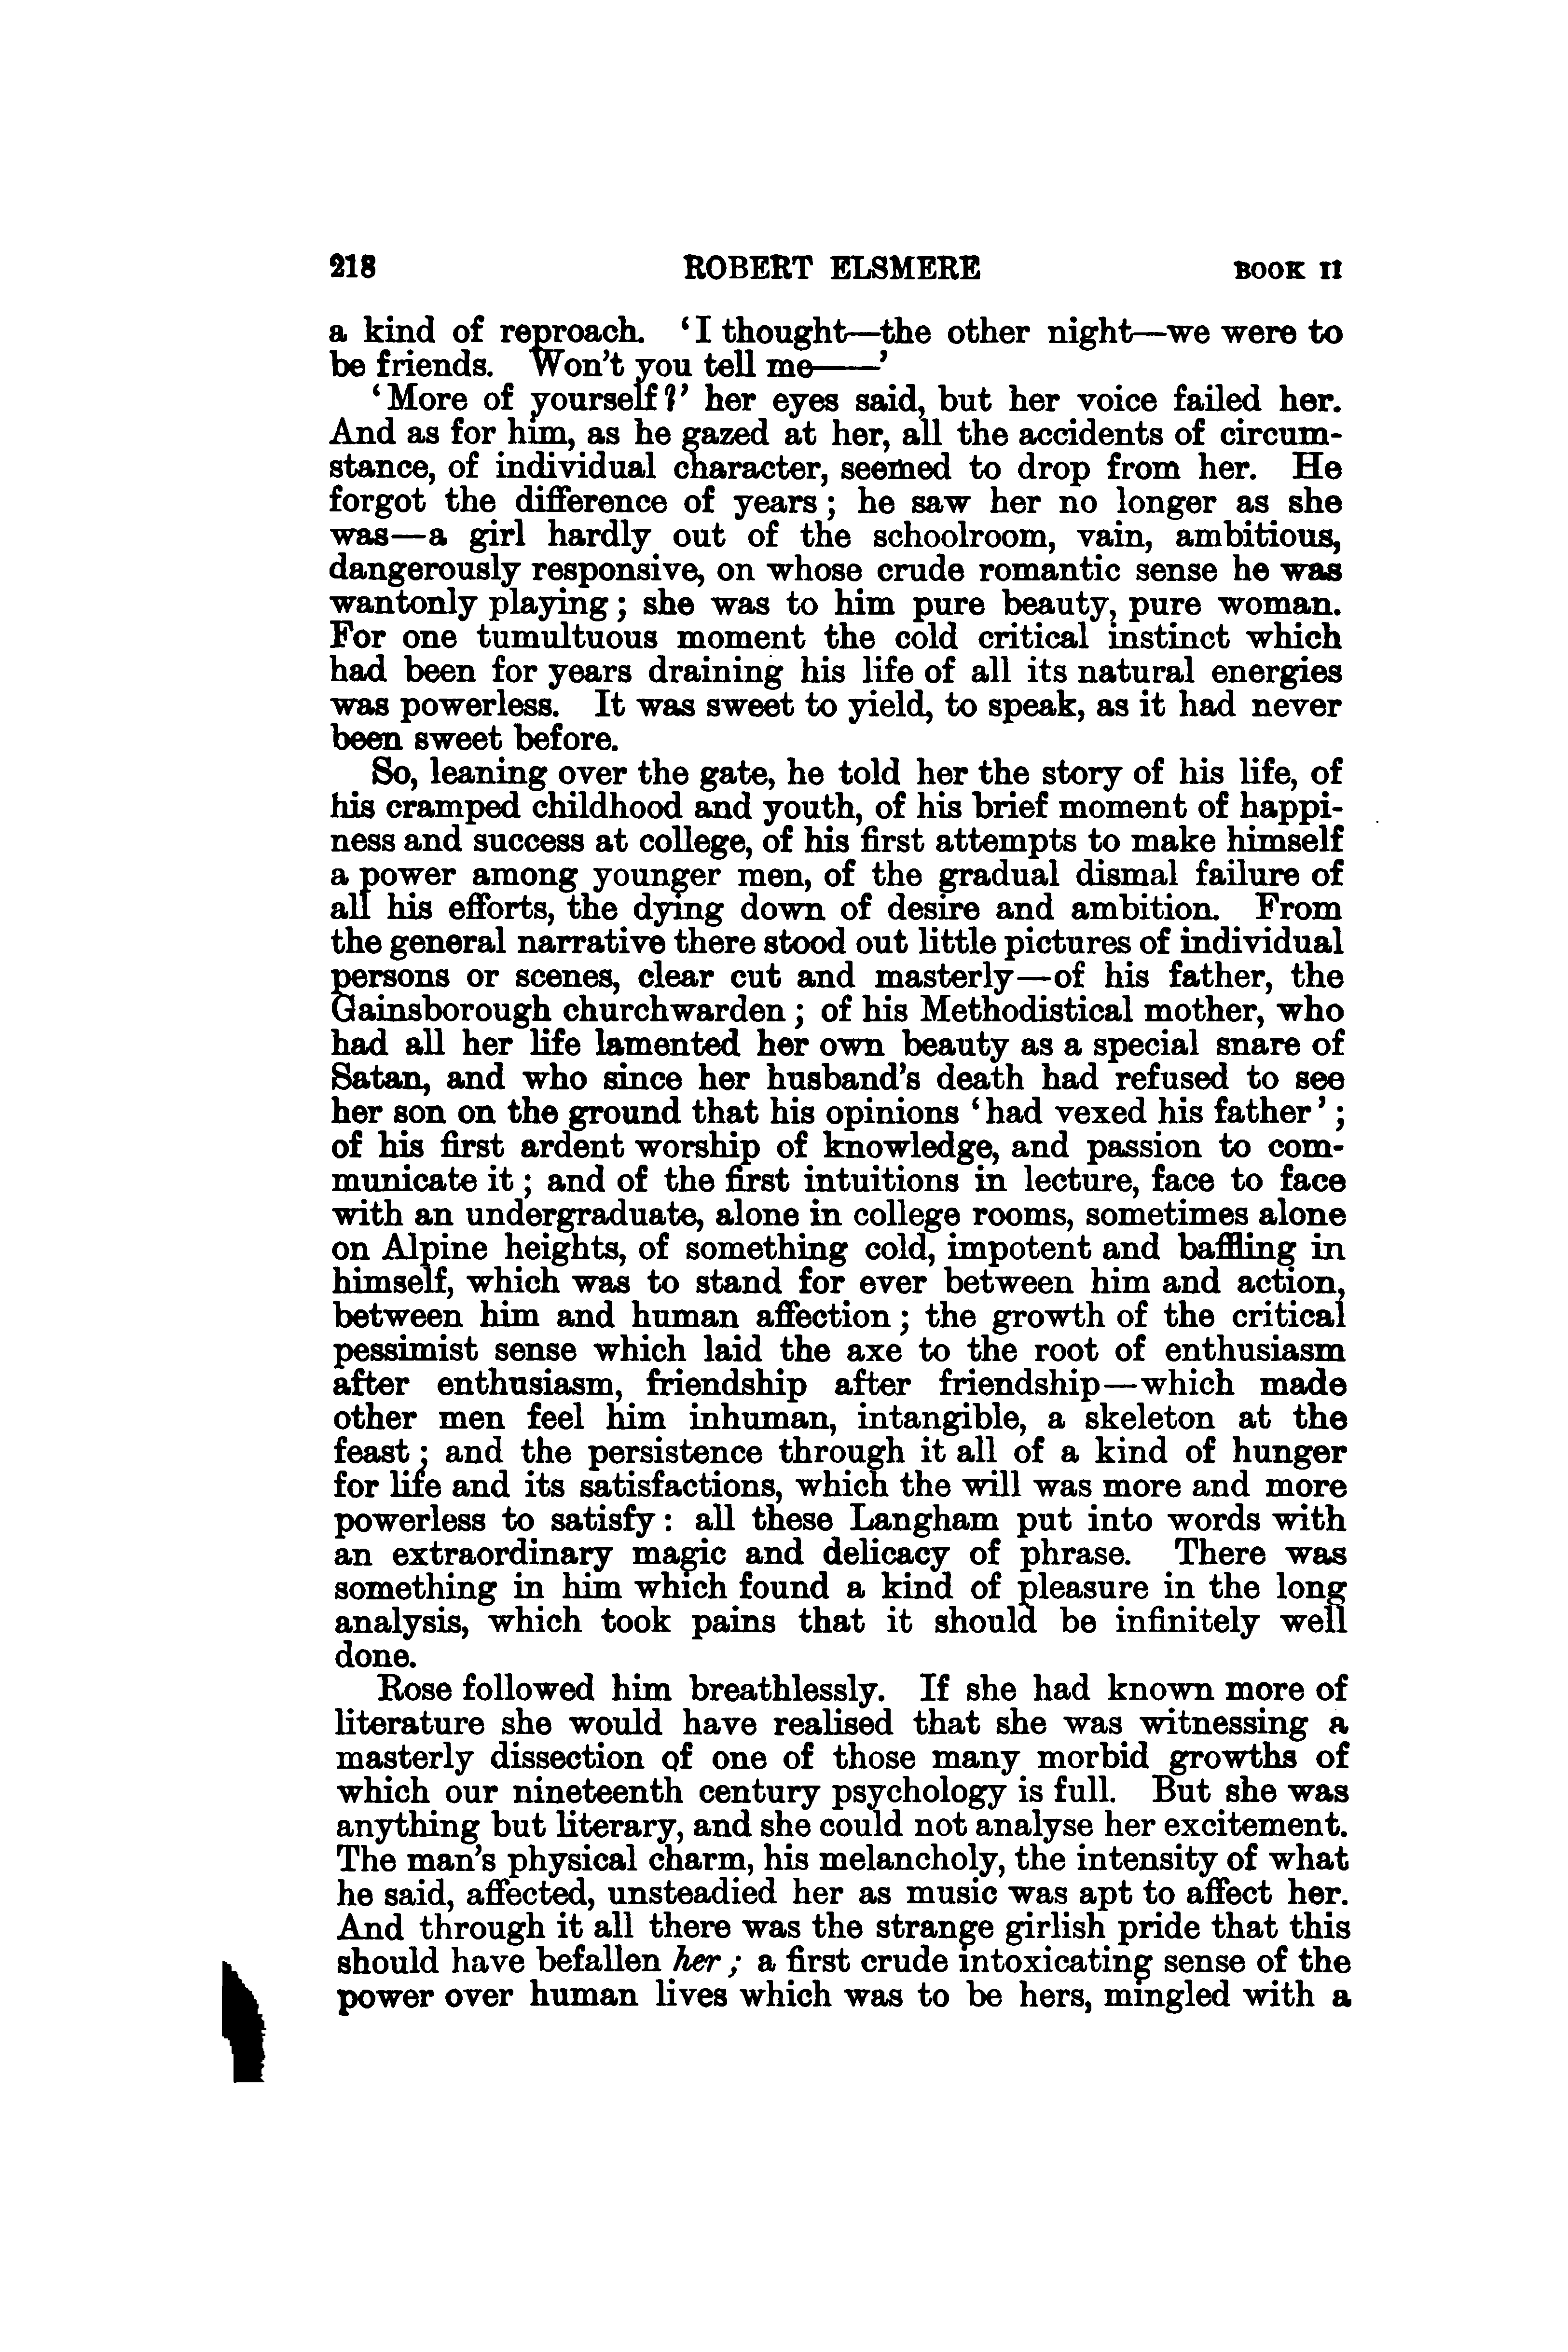 218 ROBERT ELSMERE BOOK II
a kind of reproach. ‘I thought—the other night—we were to
be friends. Won’t you tell me——’
‘More of yourself?’ her eyes said, but her voice failed her.
And as for him, as he gazed at her, all the accidents of circum-
stance, of individual character, seemed to drop from her. He
forgot the difference of years; he saw her no longer as she
was—a girl hardly out of the schoolroom, vain, ambitious,
dangerously responsive, on whose crude romantic sense he was
wantonly playing; she was to him pure beauty, pure woman.
For one tumultuous moment the cold critical instinct which
had been for years draining his life of all its natural energies
was powerless. It was sweet to yield, to speak, as it had never
been sweet before.
So, leaning over the gate, he told her the story of his life, of
his cramped childhood and youth, of his brief moment of happi-
ness and success at college, of his first attempts to make himself
a power among younger men, of the gradual dismal failure of
all his efforts, the dying down of desire and ambition. From
the general narrative there stood out little pictures of individual
persons or scenes, clear cut and masterly—of his father, the
Gainsborough churchwarden; of his Methodistical mother, who
had all her life lamented her own beauty as a special snare of
Satan, and who since her husband’s death had refused to see
her son on the ground that his opinions ‘had vexed his father’;
of his first ardent worship of knowledge, and passion to com-
municate it; and of the first intuitions in lecture, face to face
with an undergraduate, alone in college rooms, sometimes alone
on Alpine heights, of something cold, impotent and baffling in
himself, which was to stand for ever between him and action,
between him and human affection; the growth of the critical
pessimist sense which laid the axe to the root of enthusiasm
after enthusiasm, friendship after friendship—which made
other men feel him inhuman, intangible, a skeleton at the
feast; and the persistence through it all of a kind of hunger
for life and its satisfactions, which the will was more and more
powerless to satisfy: all these Langham put into words with
an extraordinary magic and delicacy of phrase. There was
something in him which found a kind of pleasure in the long
analysis, which took pains that it should be infinitely well
done.
Rose followed him breathlessly. If she had known more of
literature she would have realised that she was witnessing a
masterly dissection of one of those many morbid growths of
which our nineteenth century psychology is full. But she was
anything but literary, and she could not analyse her excitement.
The man’s physical charm, his melancholy, the intensity of what
he said, affected, unsteadied her as music was apt to affect her.
And through it all there was the strange girlish pride that this
should have befallen her; a first crude intoxicating sense of the
power over human lives which was to be hers, mingled with a